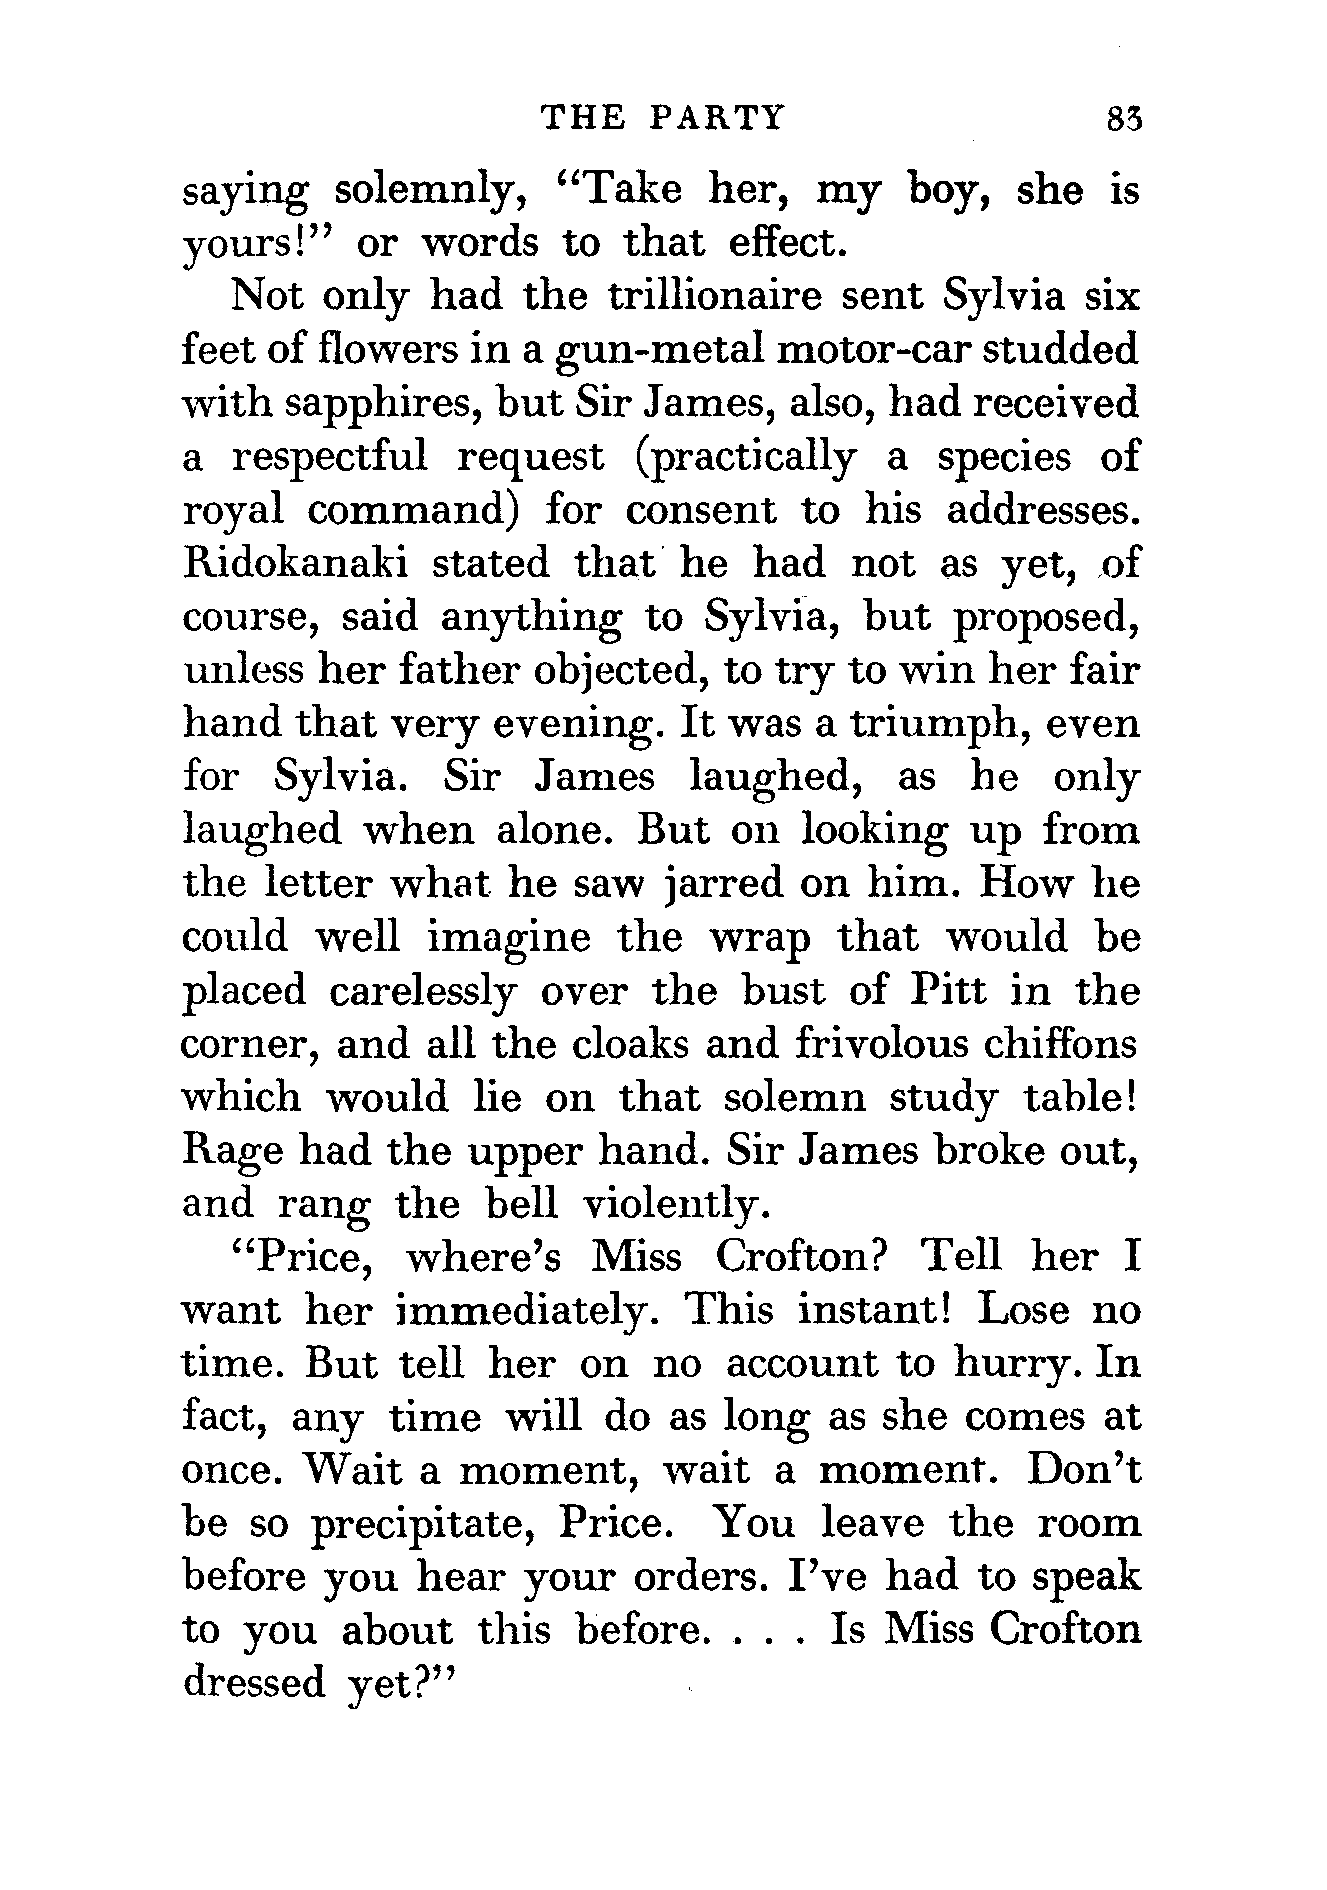 THE PARTY 83
saying solemnly, “Take her, my boy, she is
yours!” or words to that effect.
Not only had the trillionaire sent Sylvia six
feet of flowers in a gun-metal motor-car studded
with sapphires, but Sir James, also, had received
a respectful request (practically a species of
royal command) for consent to his addresses.
Ridokanaki stated that he had not as yet, of
course, said anything to Sylvia, but proposed,
unless her father objected, to try to win her fair
hand that very evening. It was a triumph, even
for Sylvia. Sir James laughed, as he only
laughed when alone. But on looking up from
the letter what he saw jarred on him. How he
could well imagine the wrap that would be
placed carelessly over the bust of Pitt in the
corner, and all the cloaks and frivolous chiffons
which would lie on that solemn study table!
Rage had the upper hand. Sir James broke out,
and rang the bell violently.
“Price, where’s Miss Crofton? Tell her I
want her immediately. This instant! Lose no
time. But tell her on no account to hurry. In
fact, any time will do as long as she comes at
once. Wait a moment, wait a moment. Don’t
be so precipitate, Price. You leave the room
before you hear your orders. I’ve had to speak
to you about this before. . . . Is Miss Crofton
dressed yet?”